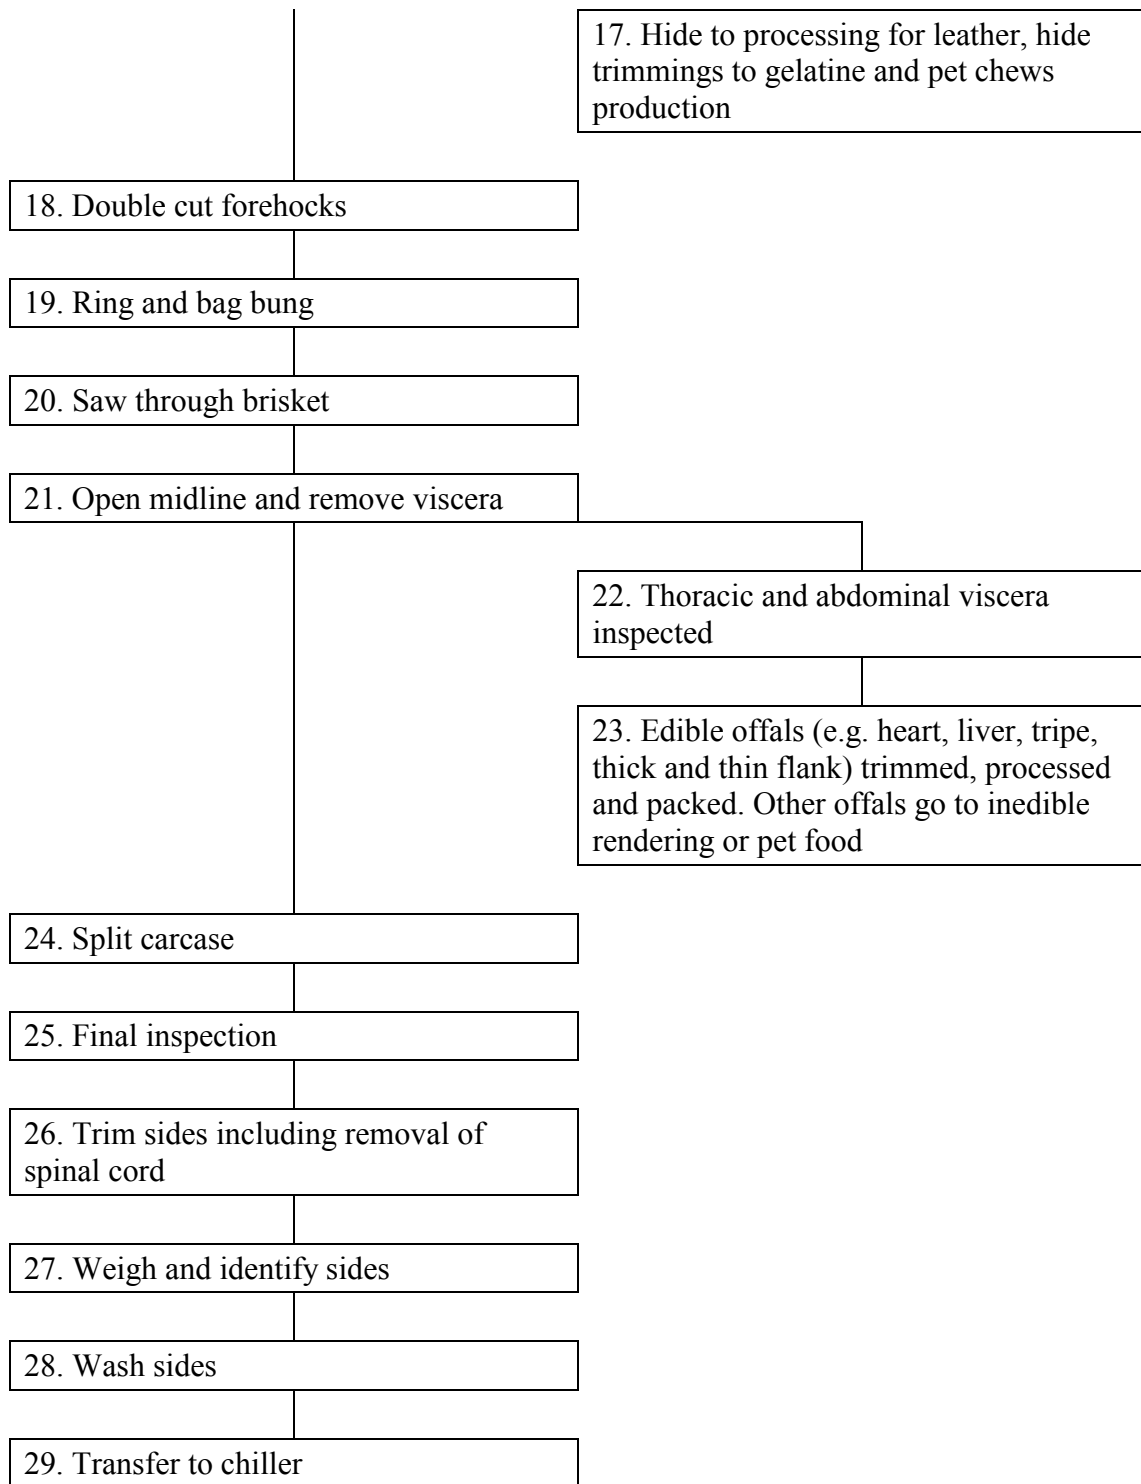 17. Hide to processing for leather, hide
trimmings to gelatine and pet chews
production
18. Double cut forehocks
19. Ring and bag bung
20. Saw through brisket
21. Open midline and remove viscera
22. Thoracic and abdominal viscera
inspected
23. Edible offals (e.g. heart, liver, tripe,
thick and thin flank) trimmed, processed
and packed. Other offals go to inedible
rendering or pet food
24. Split carcase
25. Final inspection
26. Trim sides including removal of
spinal cord
27. Weigh and identify sides
28. Wash sides
29. Transfer to chiller